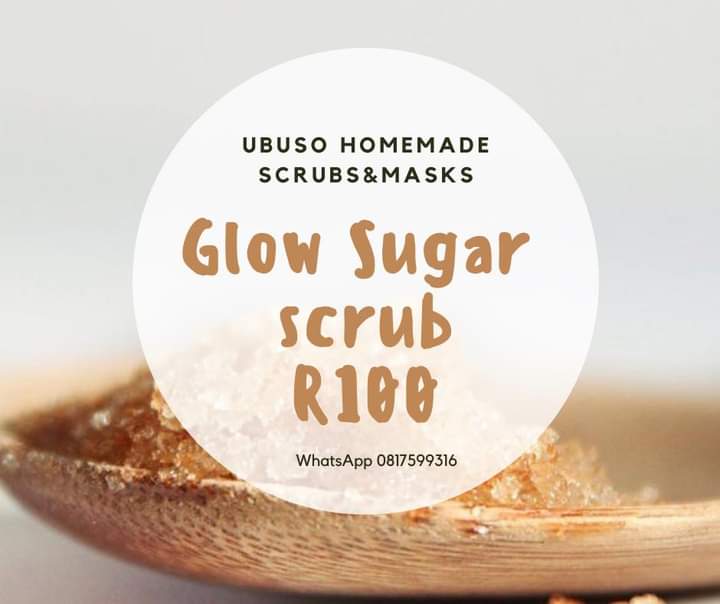 UBUSO HOMEMADE
SCRUBS&MASKS
Glow Sugar
scrub
R100
WhatsApp 0817599316